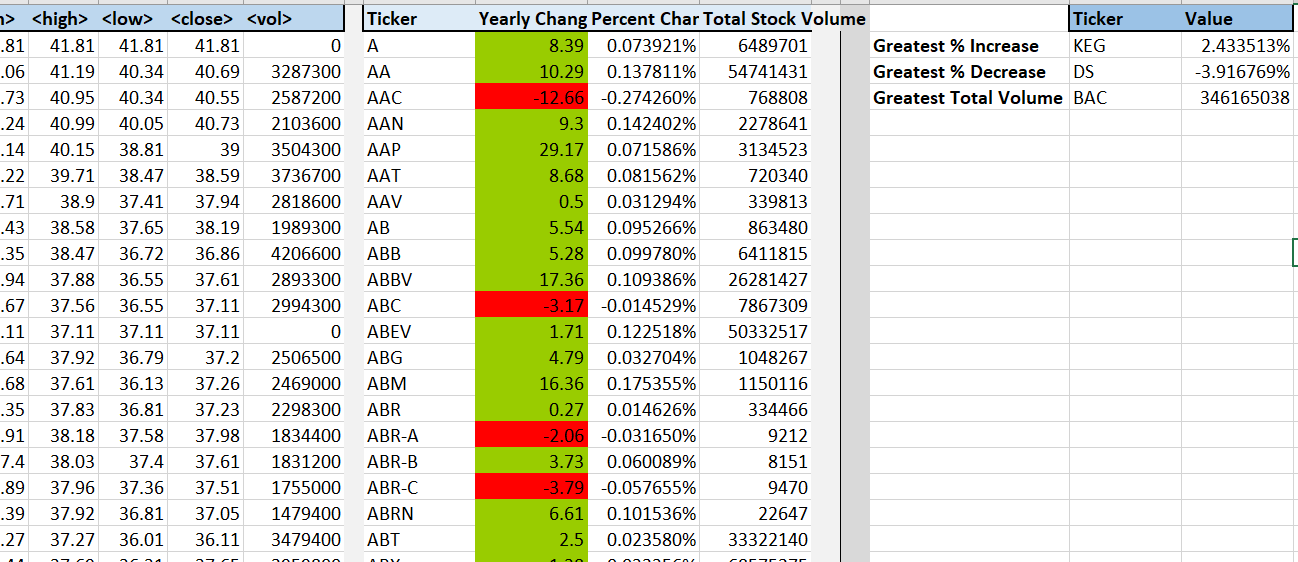 <high> <low> <close> <vol> Ticker Yearly Chang Percent Char Total Stock Volume Ticker Value
.81 41.81 41.81 41.81 0 A 8.39 0.073921% 6489701 Greatest % Increase KEG 2.433513%
.06 41.19 40.34 40.69 3287300 AA 10.29 0.137811% 54741431 Greatest % Decrease DS -3.916769%
.73 40.95 40.34 40.55 2587200 AAC -12.66 -0.274260% 768808 Greatest Total Volume BAC 346165038
.24 40.99 40.05 40.73 2103600 AAN 9.3 0.142402% 2278641
.14 40.15 38.81 39 3504300 AAP 29.17 0.071586% 3134523
.22 39.71 38.47 38.59 3736700 AAT 8.68 0.081562% 720340
.71 38.9 37.41 37.94 2818600 AAV 0.5 0.031294% 339813
.43 38.58 37.65 38.19 1989300 AB 5.54 0.095266% 863480
.35 38.47 36.72 36.86 4206600 ABB 5.28 0.099780% 6411815
.94 37.88 36.55 37.61 2893300 ABBV 17.36 0.109386% 26281427
.67 37.56 36.55 37.11 2994300 ABC -3.17 -0.014529% 7867309
.11 37.11 37.11 37.11 0 ABEV 1.71 0.122518% 50332517
.64 37.92 36.79 37.2 2506500 ABG 4.79 0.032704% 1048267
.68 37.61 36.13 37.26 2469000 ABM 16.36 0.175355% 1150116
.35 37.83 36.81 37.23 2298300 ABR 0.27 0.014626% 334466
.91 38.18 37.58 37.98 1834400 ABR-A -2.06 -0.031650% 9212
7.4 38.03 37.4 37.61 1831200 ABR-B 3.73 0.060089% 8151
.89 37.96 37.36 37.51 1755000 ABR-C -3.79 -0.057655% 9470
.39 37.92 36.81 37.05 1479400 ABRN 6.61 0.101536% 22647
.27 37.27 36.01 36.11 3479400 ABT 2.5 0.023580% 33322140